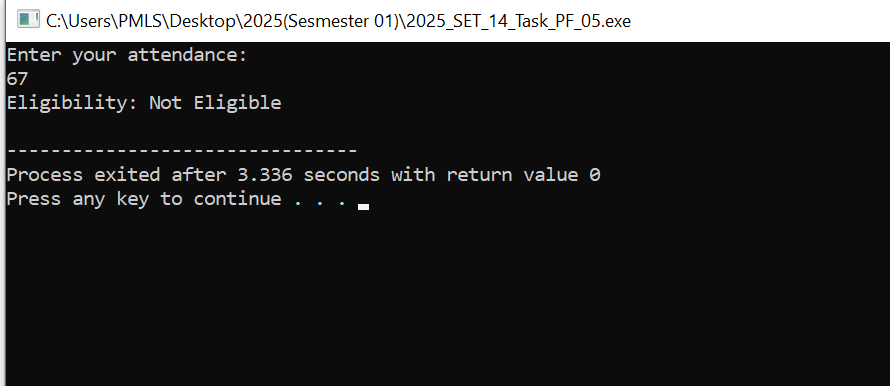 C:\Users\PMLS\Desktop\2025(Sesmester 01)\2025_SET_14_Task_PF_05.exe
Enter your attendance:
67
Eligibility: Not Eligible
--------------------------------
Process exited after 3.336 seconds with return value 0
Press any key to continue . . .